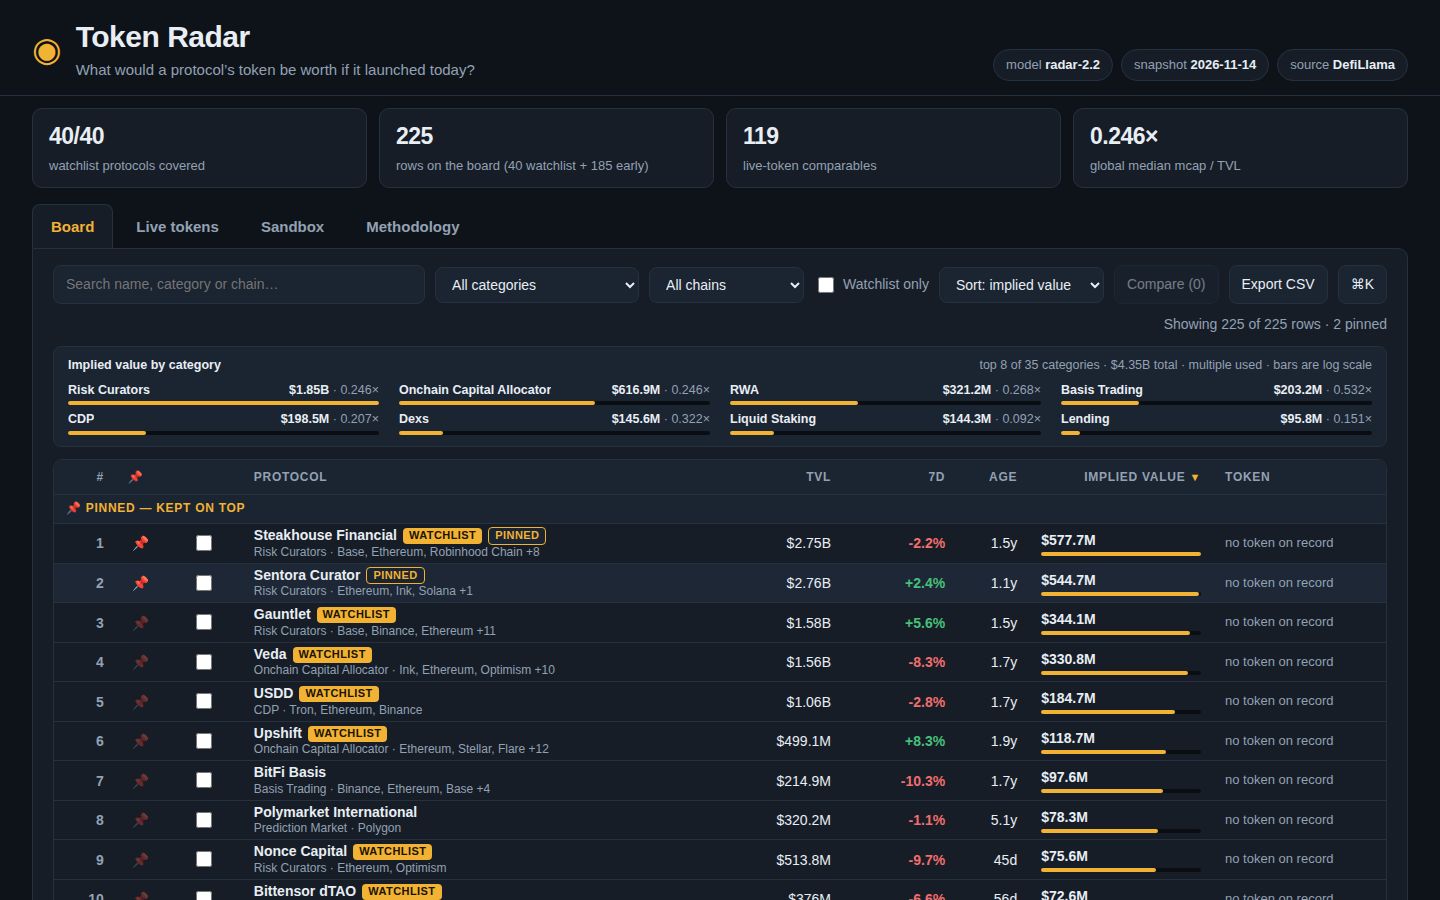 Token Radar
What would a protocol's token be worth if it launched today?
model radar-2.2
snapshot 2026-11-14
source DefiLlama
40/40
watchlist protocols covered
225
rows on the board (40 watchlist + 185 early)
119
live-token comparables
0.246×
global median mcap / TVL
Board Live tokens Sandbox Methodology
Search name, category or chain…
All categories
All chains
Watchlist only
Sort: implied value
Compare (0)
Export CSV
⌘K
Showing 225 of 225 rows · 2 pinned
Implied value by category
top 8 of 35 categories · $4.35B total · multiple used · bars are log scale
Risk Curators $1.85B · 0.246×
Onchain Capital Allocator $616.9M · 0.246×
RWA $321.2M · 0.268×
Basis Trading $203.2M · 0.532×
CDP $198.5M · 0.207×
Dexs $145.6M · 0.322×
Liquid Staking $144.3M · 0.092×
Lending $95.8M · 0.151×
# 📌 PROTOCOL TVL 7D AGE IMPLIED VALUE ▼ TOKEN
📌 PINNED — KEPT ON TOP
1 📌 Steakhouse Financial WATCHLIST PINNED $2.75B -2.2% 1.5y $577.7M no token on record
Risk Curators · Base, Ethereum, Robinhood Chain +8
2 📌 Sentora Curator PINNED $2.76B +2.4% 1.1y $544.7M no token on record
Risk Curators · Ethereum, Ink, Solana +1
3 📌 Gauntlet WATCHLIST $1.58B +5.6% 1.5y $344.1M no token on record
Risk Curators · Base, Binance, Ethereum +11
4 📌 Veda WATCHLIST $1.56B -8.3% 1.7y $330.8M no token on record
Onchain Capital Allocator · Ink, Ethereum, Optimism +10
5 📌 USDD WATCHLIST $1.06B -2.8% 1.7y $184.7M no token on record
CDP · Tron, Ethereum, Binance
6 📌 Upshift WATCHLIST $499.1M +8.3% 1.9y $118.7M no token on record
Onchain Capital Allocator · Ethereum, Stellar, Flare +12
7 📌 BitFi Basis $214.9M -10.3% 1.7y $97.6M no token on record
Basis Trading · Binance, Ethereum, Base +4
8 📌 Polymarket International $320.2M -1.1% 5.1y $78.3M no token on record
Prediction Market · Polygon
9 📌 Nonce Capital WATCHLIST $513.8M -9.7% 45d $75.6M no token on record
Risk Curators · Ethereum, Optimism
10 📌 Bittensor dTAO WATCHLIST $376M -6.6% 56d $72.6M no token on record